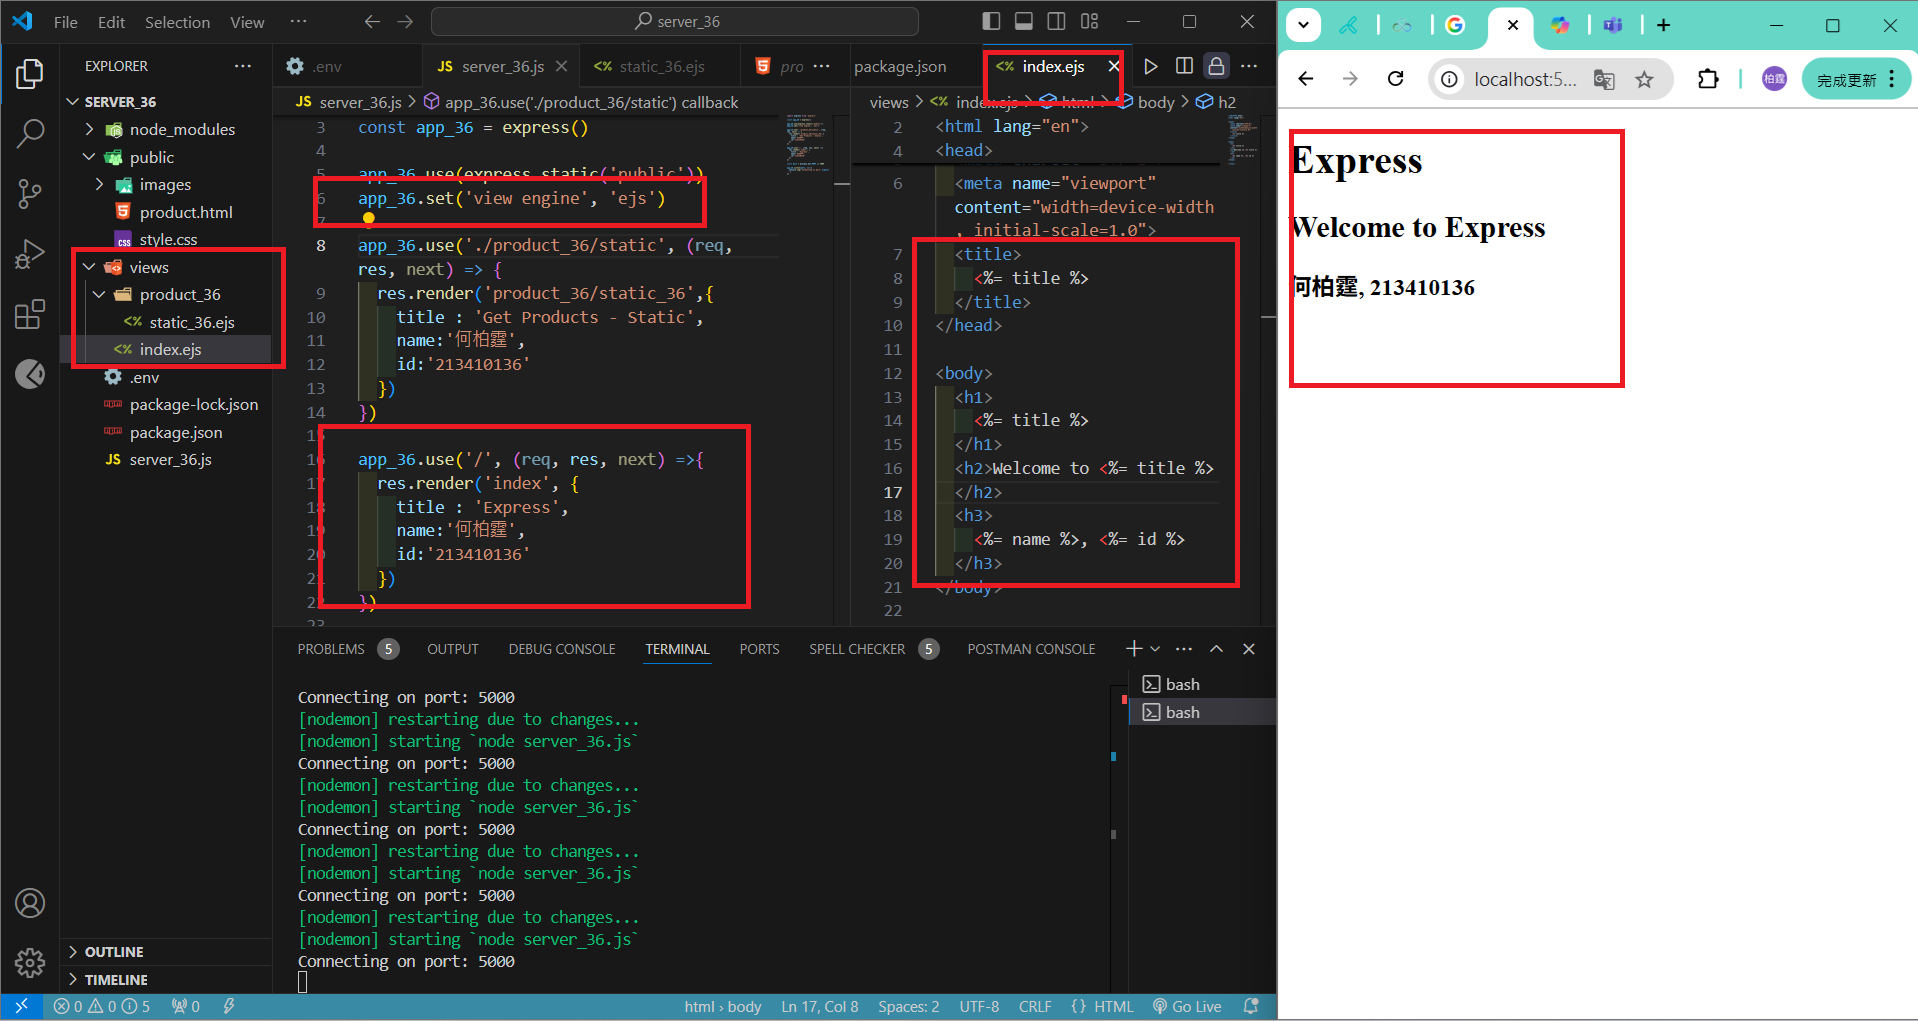 File Edit Selection View ··· server_36
EXPLORER ···
SERVER_36
node_modules
public
images
product.html
style.css
views
product_36
static_36.ejs
index.ejs
.env
package-lock.json
package.json
server_36.js
OUTLINE
TIMELINE
.env JS server_36.js static_36.ejs pro ···
JS server_36.js > app_36.use('./product_36/static') callback
3 const app_36 = express()
4
5 app_36.use(express.static('public'))
6 app_36.set('view engine', 'ejs')
7
8 app_36.use('./product_36/static', (req,
res, next) => {
9 res.render('product_36/static_36',{
10 title : 'Get Products - Static',
11 name:'何柏霆',
12 id:'213410136'
13 })
14 })
15
16 app_36.use('/', (req, res, next) =>{
17 res.render('index', {
18 title : 'Express',
19 name:'何柏霆',
20 id:'213410136'
21 })
22 })
23
package.json index.ejs ···
views > index.ejs > html > body > h2
2 <html lang="en">
4 <head>
6 <meta name="viewport"
content="width=device-width
, initial-scale=1.0">
7 <title>
8 <%= title %>
9 </title>
10 </head>
11
12 <body>
13 <h1>
14 <%= title %>
15 </h1>
16 <h2>Welcome to <%= title %>
17 </h2>
18 <h3>
19 <%= name %>, <%= id %>
20 </h3>
21 </body>
22
PROBLEMS 5 OUTPUT DEBUG CONSOLE TERMINAL PORTS SPELL CHECKER 5 POSTMAN CONSOLE
Connecting on port: 5000
[nodemon] restarting due to changes...
[nodemon] starting `node server_36.js`
Connecting on port: 5000
[nodemon] restarting due to changes...
[nodemon] starting `node server_36.js`
Connecting on port: 5000
[nodemon] restarting due to changes...
[nodemon] starting `node server_36.js`
Connecting on port: 5000
[nodemon] restarting due to changes...
[nodemon] starting `node server_36.js`
Connecting on port: 5000
bash
bash
0 0 5 0 html › body Ln 17, Col 8 Spaces: 2 UTF-8 CRLF {} HTML Go Live
localhost:5... 柏霆 完成更新
Express
Welcome to Express
何柏霆, 213410136